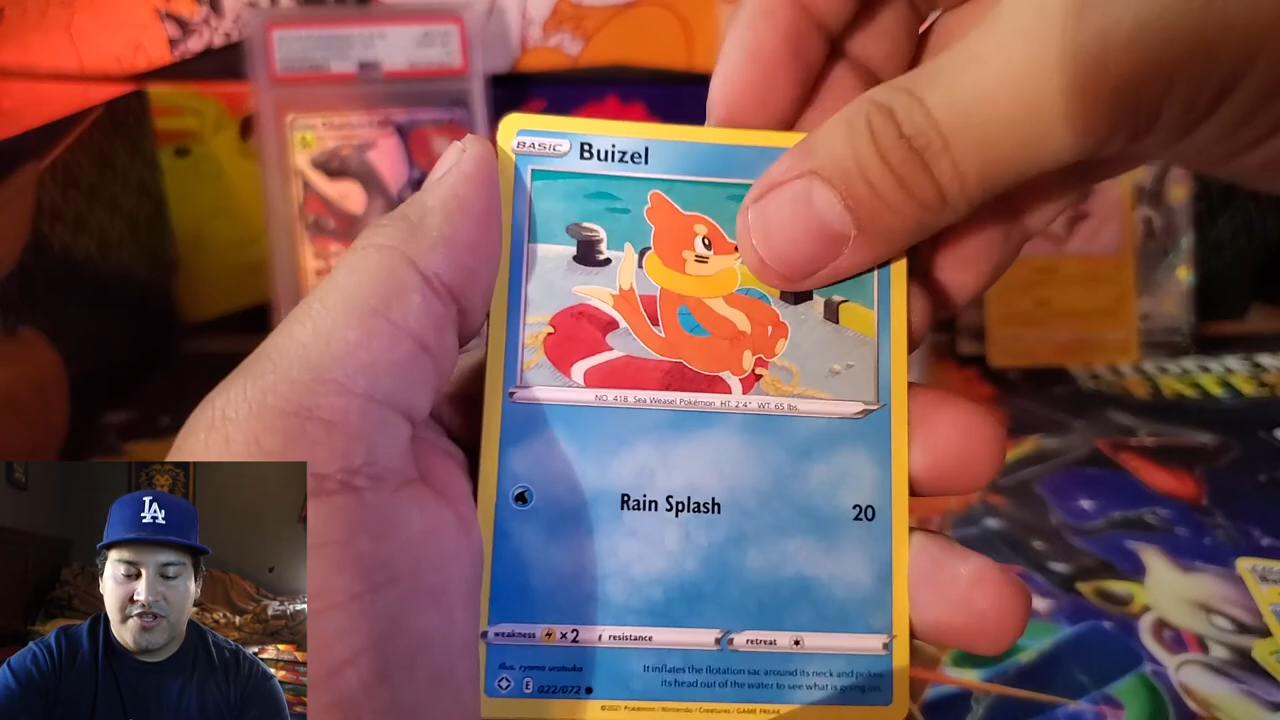 BASIC Buizel
NO. 418 Sea Weasel Pokémon HT. 2'4" WT. 65 lbs.
Rain Splash 20
weakness ×2 resistance retreat
Illus. ryoma uratsuka
It inflates the flotation sac around its neck and pokes
its head out of the water to see what is going on.
E 022/072
©2021 Pokémon / Nintendo / Creatures / GAME FREAK
LA